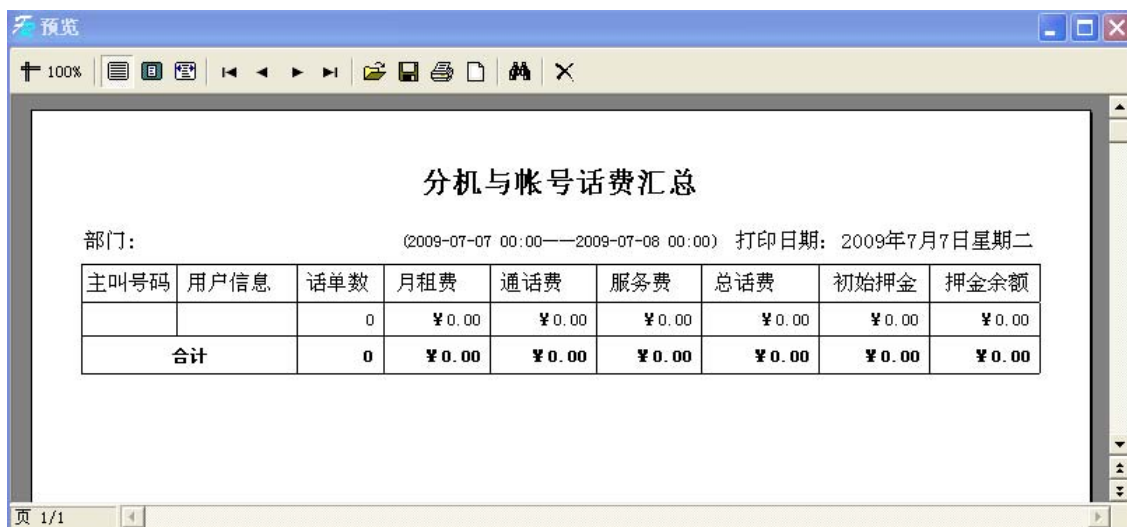 预览
100%
分机与帐号话费汇总
部门: (2009-07-07 00:00——2009-07-08 00:00) 打印日期: 2009年7月7日星期二
主叫号码 用户信息 话单数 月租费 通话费 服务费 总话费 初始押金 押金余额
0 ¥0.00 ¥0.00 ¥0.00 ¥0.00 ¥0.00 ¥0.00
合计 0 ¥0.00 ¥0.00 ¥0.00 ¥0.00 ¥0.00 ¥0.00
页 1/1